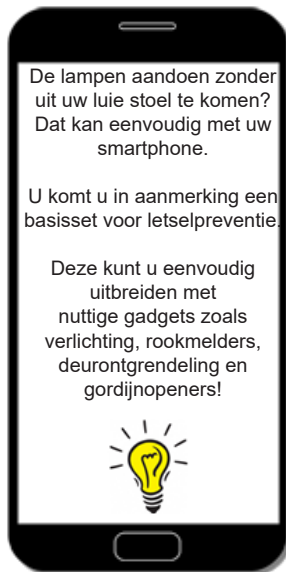 De lampen aandoen zonder
uit uw luie stoel te komen?
Dat kan eenvoudig met uw
smartphone.
U komt u in aanmerking een
basisset voor letselpreventie.
Deze kunt u eenvoudig
uitbreiden met
nuttige gadgets zoals
verlichting, rookmelders,
deurontgrendeling en
gordijnopeners!